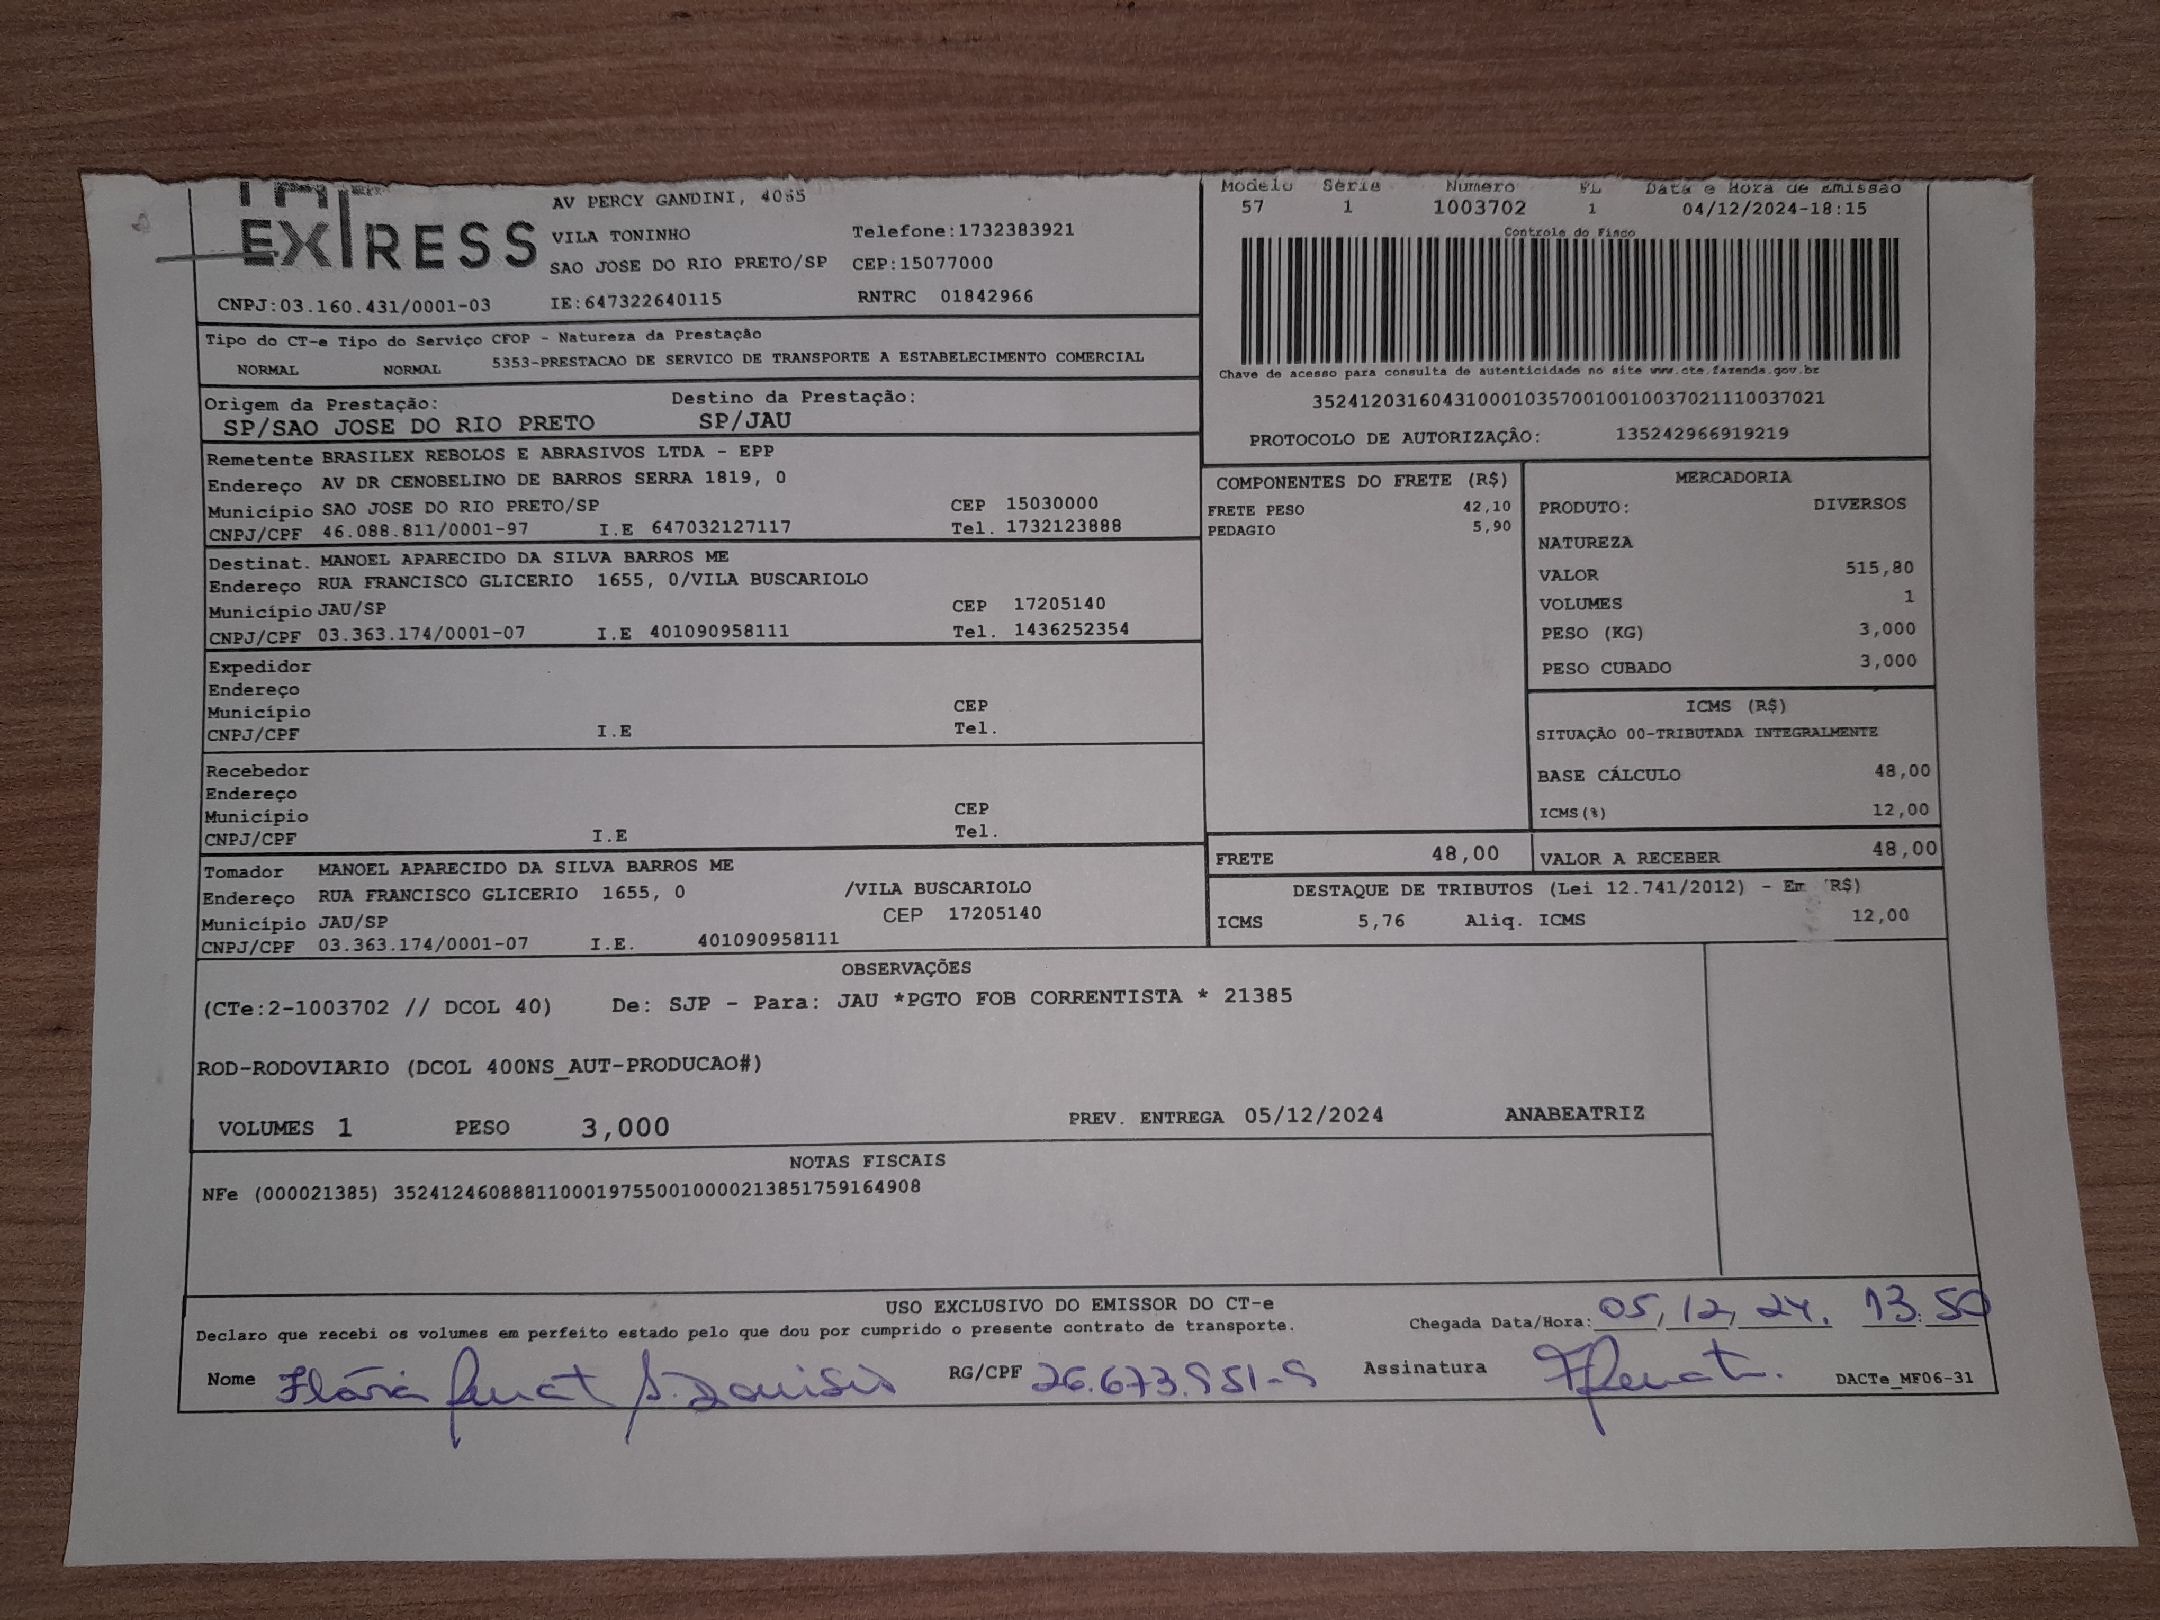 EXPRESS
AV PERCY GANDINI, 4055
VILA TONINHO
Telefone:1732383921
SAO JOSE DO RIO PRETO/SP CEP:15077000
CNPJ:03.160.431/0001-03 IE:647322640115 RNTRC 01842966
Modelo Série Numero FL Data e Hora de Emissão
57 1 1003702 1 04/12/2024-18:15
Controle do Fisco
Chave de acesso para consulta de autenticidade no site www.cte.fazenda.gov.br
35241203160431000103570010010037021110037021
PROTOCOLO DE AUTORIZAÇÂO: 135242966919219
Tipo do CT-e Tipo do Serviço CFOP - Natureza da Prestação
NORMAL NORMAL 5353-PRESTACAO DE SERVICO DE TRANSPORTE A ESTABELECIMENTO COMERCIAL
Origem da Prestação: Destino da Prestação:
SP/SAO JOSE DO RIO PRETO SP/JAU
Remetente BRASILEX REBOLOS E ABRASIVOS LTDA - EPP
Endereço AV DR CENOBELINO DE BARROS SERRA 1819, 0
Município SAO JOSE DO RIO PRETO/SP CEP 15030000
CNPJ/CPF 46.088.811/0001-97 I.E 647032127117 Tel. 1732123888
Destinat. MANOEL APARECIDO DA SILVA BARROS ME
Endereço RUA FRANCISCO GLICERIO 1655, 0/VILA BUSCARIOLO
Município JAU/SP CEP 17205140
CNPJ/CPF 03.363.174/0001-07 I.E 401090958111 Tel. 1436252354
Expedidor
Endereço
Município CEP
CNPJ/CPF I.E Tel.
Recebedor
Endereço
Município CEP
CNPJ/CPF I.E Tel.
Tomador MANOEL APARECIDO DA SILVA BARROS ME
Endereço RUA FRANCISCO GLICERIO 1655, 0 /VILA BUSCARIOLO
Município JAU/SP CEP 17205140
CNPJ/CPF 03.363.174/0001-07 I.E. 401090958111
COMPONENTES DO FRETE (R$)
FRETE PESO 42,10
PEDAGIO 5,90
MERCADORIA
PRODUTO: DIVERSOS
NATUREZA
VALOR 515,80
VOLUMES 1
PESO (KG) 3,000
PESO CUBADO 3,000
ICMS (R$)
SITUAÇÃO 00-TRIBUTADA INTEGRALMENTE
BASE CÁLCULO 48,00
ICMS(%) 12,00
FRETE 48,00 VALOR A RECEBER 48,00
DESTAQUE DE TRIBUTOS (Lei 12.741/2012) - Em R$)
ICMS 5,76 Aliq. ICMS 12,00
OBSERVAÇÕES
(CTe:2-1003702 // DCOL 40) De: SJP - Para: JAU *PGTO FOB CORRENTISTA * 21385
ROD-RODOVIARIO (DCOL 400NS_AUT-PRODUCAO#)
VOLUMES 1 PESO 3,000 PREV. ENTREGA 05/12/2024 ANABEATRIZ
NOTAS FISCAIS
NFe (000021385) 35241246088811000197550010000213851759164908
USO EXCLUSIVO DO EMISSOR DO CT-e
Declaro que recebi os volumes em perfeito estado pelo que dou por cumprido o presente contrato de transporte.
Chegada Data/Hora: 05, 12, 24. 13:50
Nome Flávia RG/CPF 26.673.951-9 Assinatura
DACTe_MF06-31